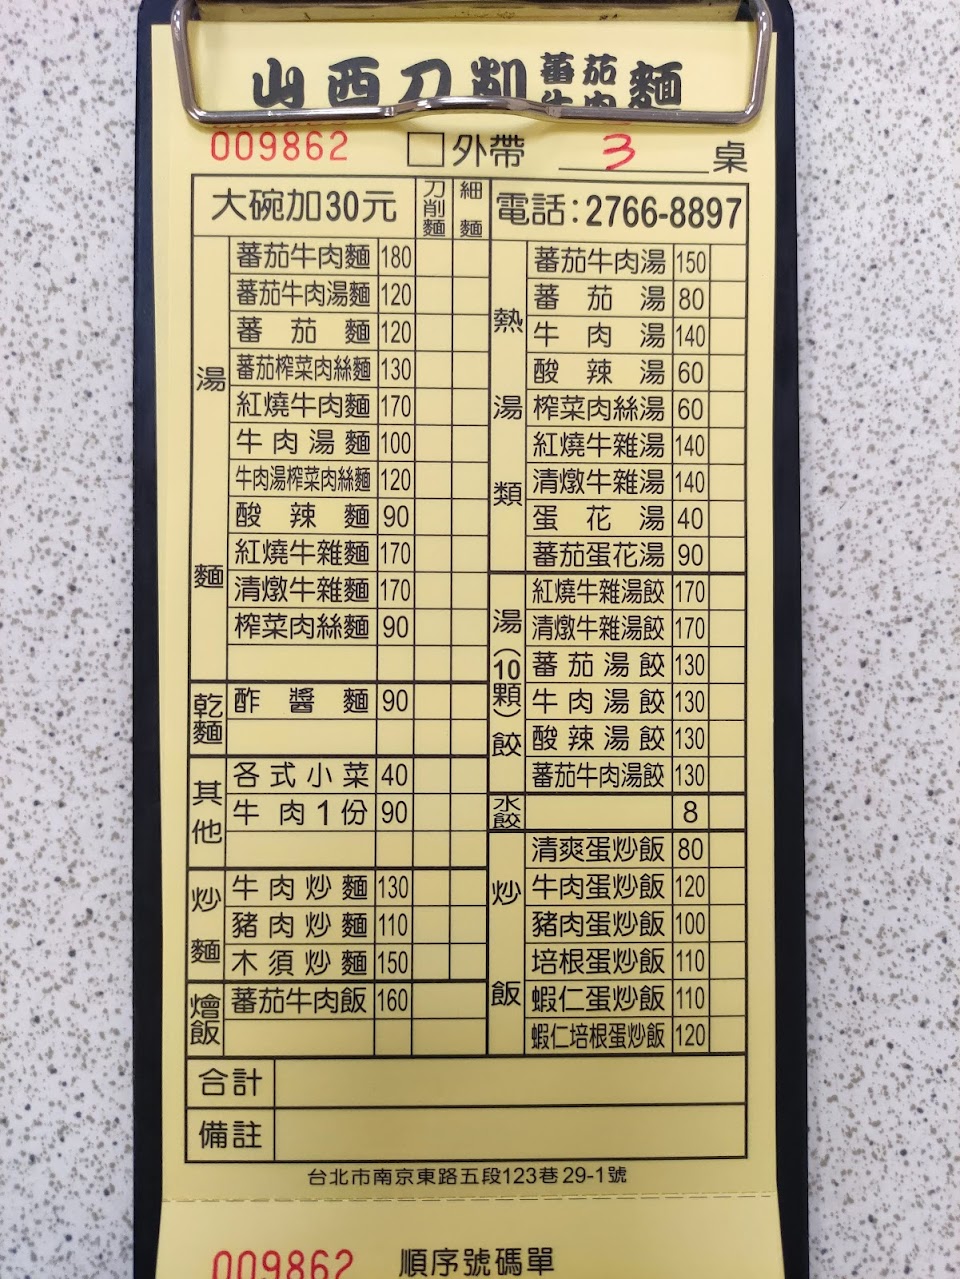 山西刀削蕃茄牛肉麵
009862 □外帶 3 桌
大碗加30元 刀削麵 細麵
湯麵
蕃茄牛肉麵 180
蕃茄牛肉湯麵 120
蕃茄麵 120
蕃茄榨菜肉絲麵 130
紅燒牛肉麵 170
牛肉湯麵 100
牛肉湯榨菜肉絲麵 120
酸辣麵 90
紅燒牛雜麵 170
清燉牛雜麵 170
榨菜肉絲麵 90
乾麵
酢醬麵 90
其他
各式小菜 40
牛肉1份 90
炒麵
牛肉炒麵 130
豬肉炒麵 110
木須炒麵 150
燴飯
蕃茄牛肉飯 160
電話:2766-8897
熱湯類
蕃茄牛肉湯 150
蕃茄湯 80
牛肉湯 140
酸辣湯 60
榨菜肉絲湯 60
紅燒牛雜湯 140
清燉牛雜湯 140
蛋花湯 40
蕃茄蛋花湯 90
湯(10顆)餃
紅燒牛雜湯餃 170
清燉牛雜湯餃 170
蕃茄湯餃 130
牛肉湯餃 130
酸辣湯餃 130
蕃茄牛肉湯餃 130
水餃 8
炒飯
清爽蛋炒飯 80
牛肉蛋炒飯 120
豬肉蛋炒飯 100
培根蛋炒飯 110
蝦仁蛋炒飯 110
蝦仁培根蛋炒飯 120
合計
備註
台北市南京東路五段123巷29-1號
009862 順序號碼單